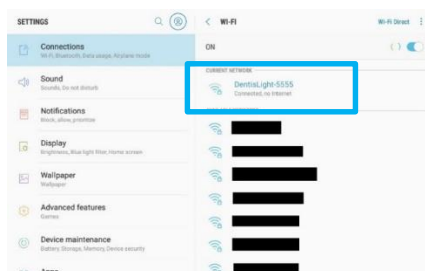 SETTINGS
Connections
Wi-Fi, Bluetooth, Data usage, Airplane mode
Sound
Sounds, Do not disturb
Notifications
Block, allow, prioritize
Display
Brightness, Blue light filter, Home screen
Wallpaper
Wallpaper
Advanced features
Games
Device maintenance
Battery, Storage, Memory, Device security
Apps
WI-FI
Wi-Fi Direct
ON
CURRENT NETWORK
DentisLight-5555
Connected, no Internet